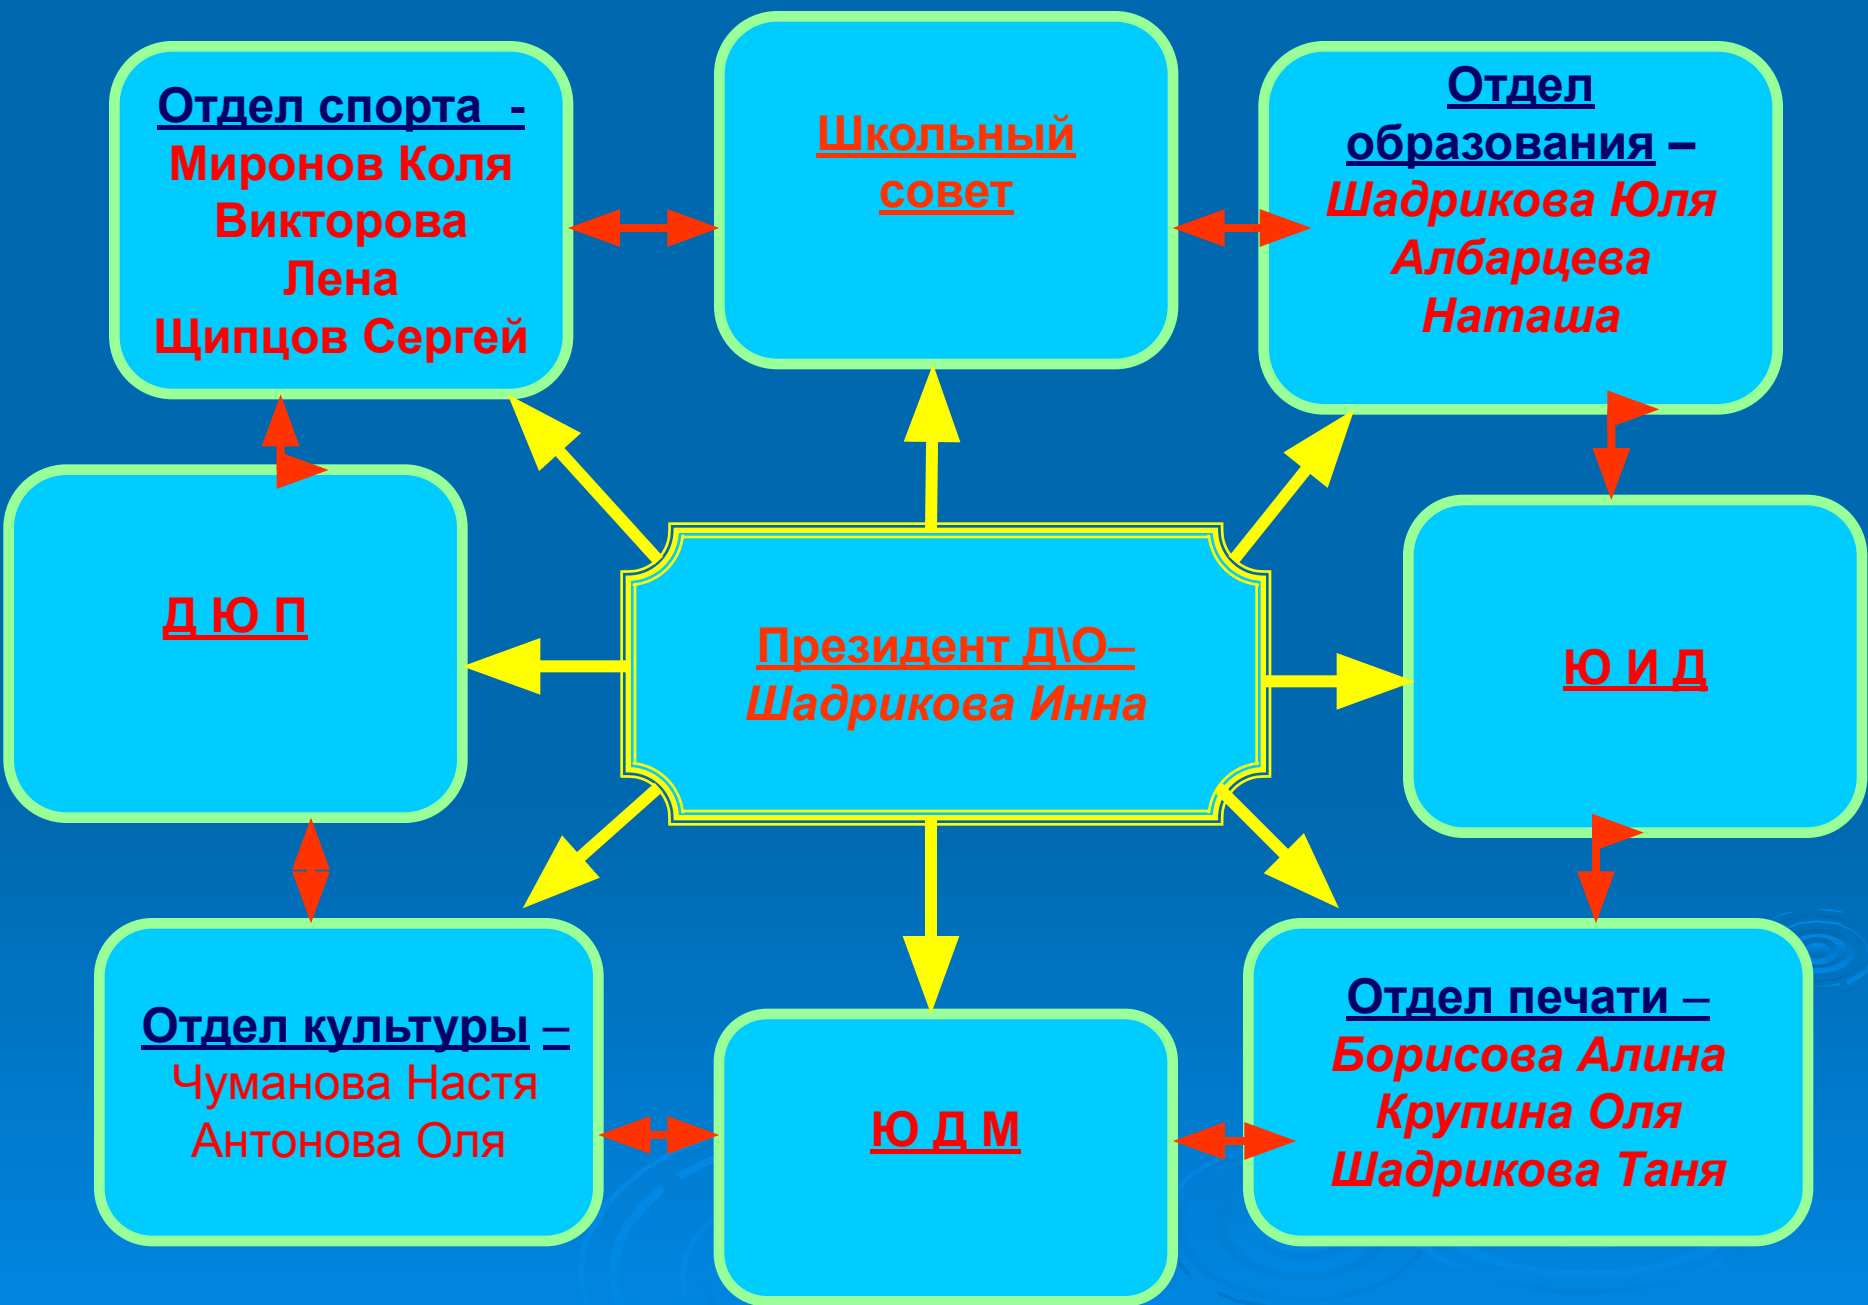 Отдел спорта -
Миронов Коля
Викторова
Лена
Щипцов Сергей
Школьный
совет
Отдел
образования –
Шадрикова Юля
Албарцева
Наташа
Д Ю П
Президент Д\О–
Шадрикова Инна
Ю И Д
Отдел культуры –
Чуманова Настя
Антонова Оля
Ю Д М
Отдел печати –
Борисова Алина
Крупина Оля
Шадрикова Таня